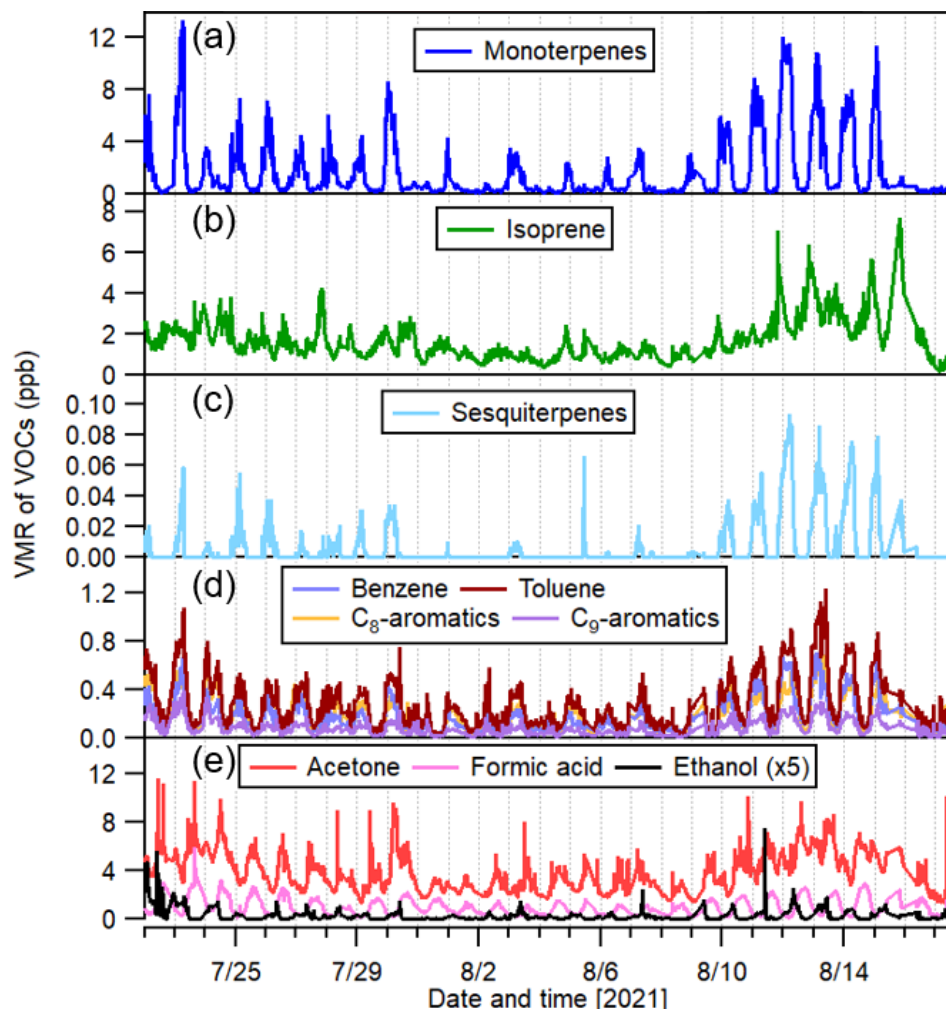 VMR of VOCs (ppb)
(a)
Monoterpenes
12
8
4
0
(b)
Isoprene
8
6
4
2
0
(c)
Sesquiterpenes
0.10
0.08
0.06
0.04
0.02
0.00
(d)
Benzene Toluene
C₈-aromatics C₉-aromatics
1.2
0.8
0.4
0.0
(e)
Acetone Formic acid Ethanol (x5)
12
8
4
0
7/25 7/29 8/2 8/6 8/10 8/14
Date and time [2021]